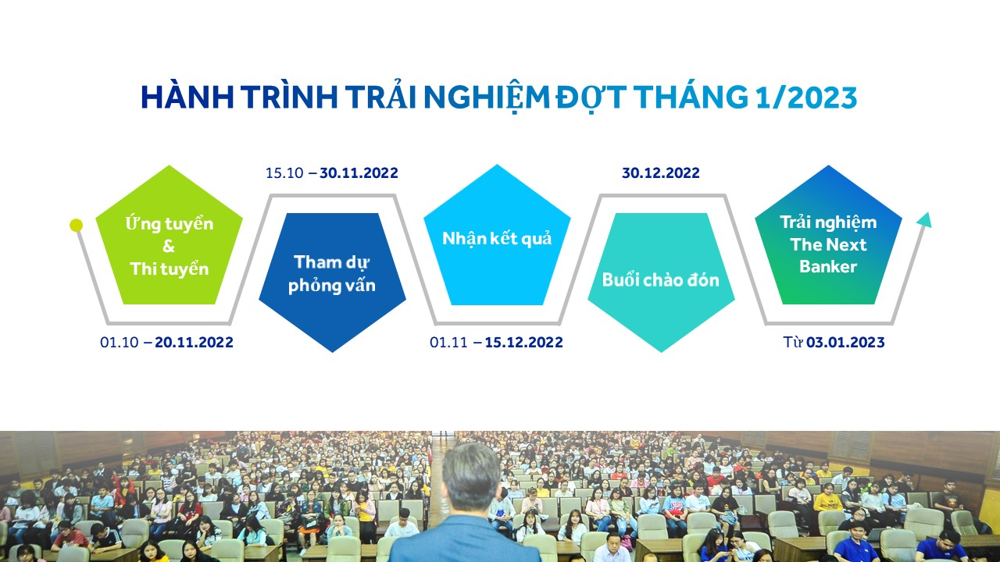 HÀNH TRÌNH TRẢI NGHIỆM ĐỢT THÁNG 1/2023
Ứng tuyển
&
Thi tuyển
01.10 – 20.11.2022
15.10 – 30.11.2022
Tham dự
phỏng vấn
Nhận kết quả
01.11 – 15.12.2022
30.12.2022
Buổi chào đón
Trải nghiệm
The Next
Banker
Từ 03.01.2023